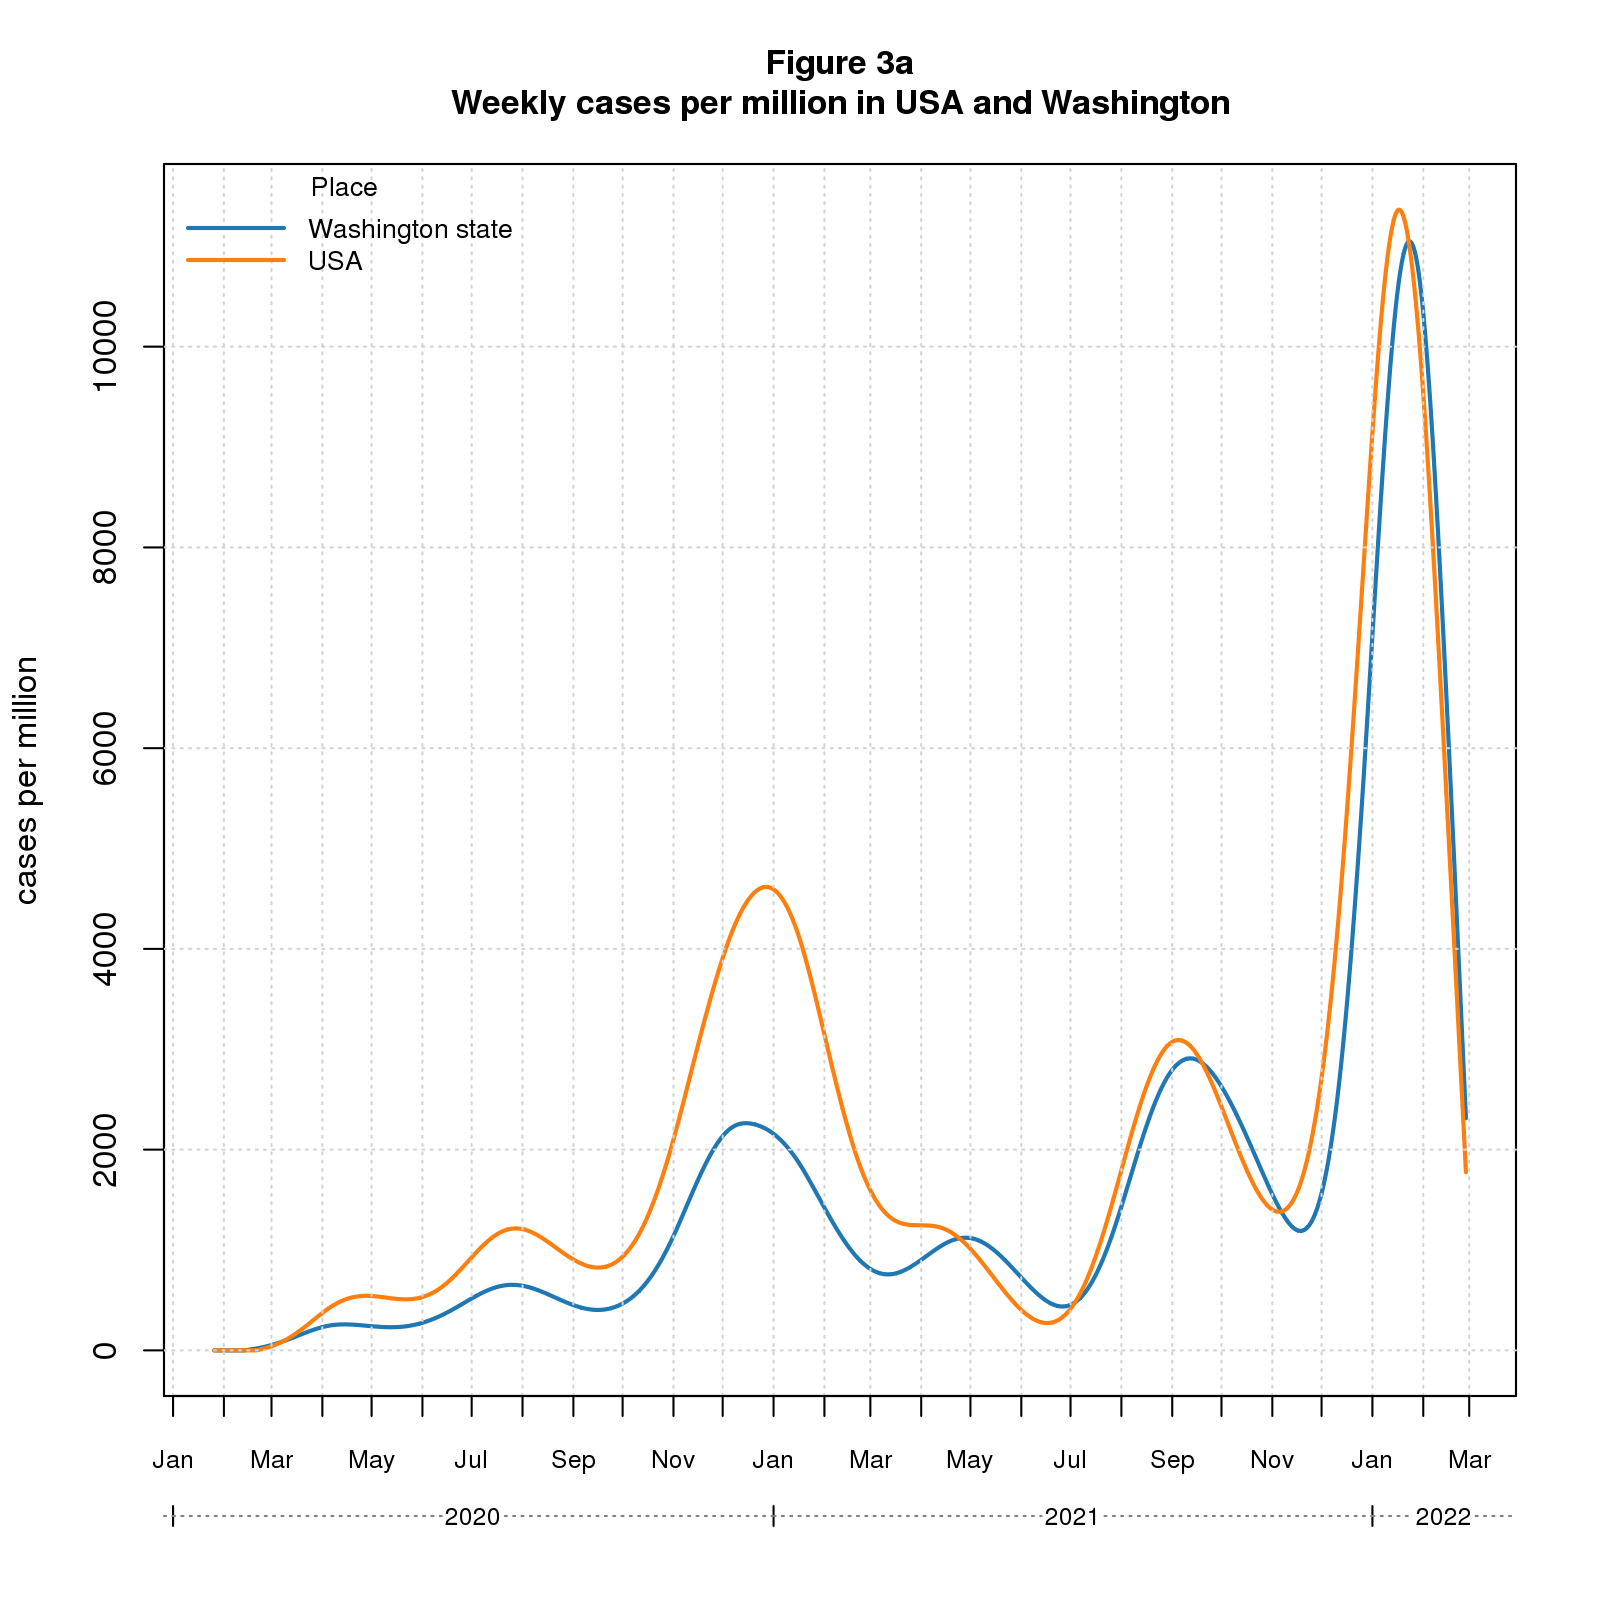 Figure 3a
Weekly cases per million in USA and Washington
Place
Washington state
USA
cases per million
10000
8000
6000
4000
2000
0
Jan Mar May Jul Sep Nov Jan Mar May Jul Sep Nov Jan Mar
2020 2021 2022